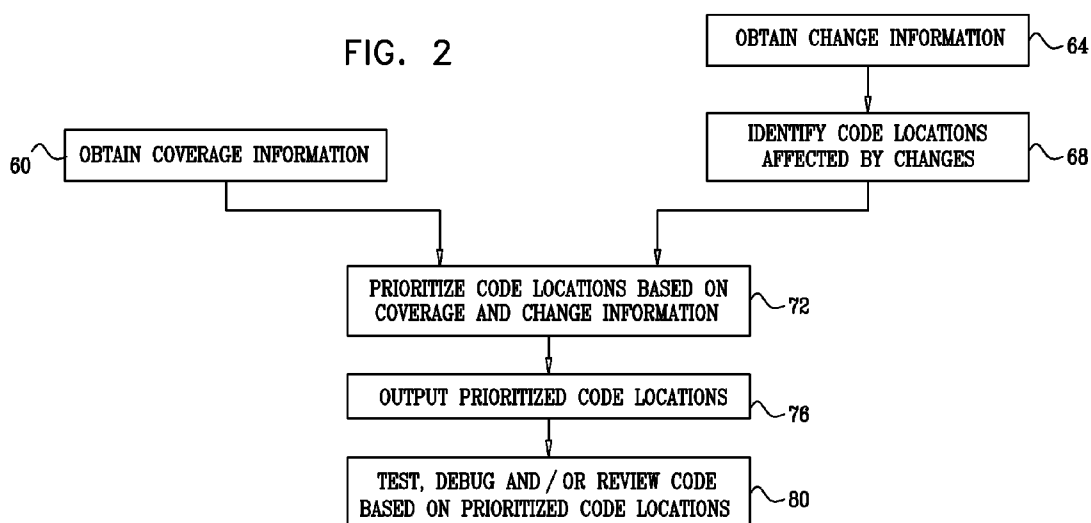 FIG. 2
OBTAIN CHANGE INFORMATION
64
IDENTIFY CODE LOCATIONS
AFFECTED BY CHANGES
68
60
OBTAIN COVERAGE INFORMATION
PRIORITIZE CODE LOCATIONS BASED ON
COVERAGE AND CHANGE INFORMATION
72
OUTPUT PRIORITIZED CODE LOCATIONS
76
TEST, DEBUG AND/OR REVIEW CODE
BASED ON PRIORITIZED CODE LOCATIONS
80